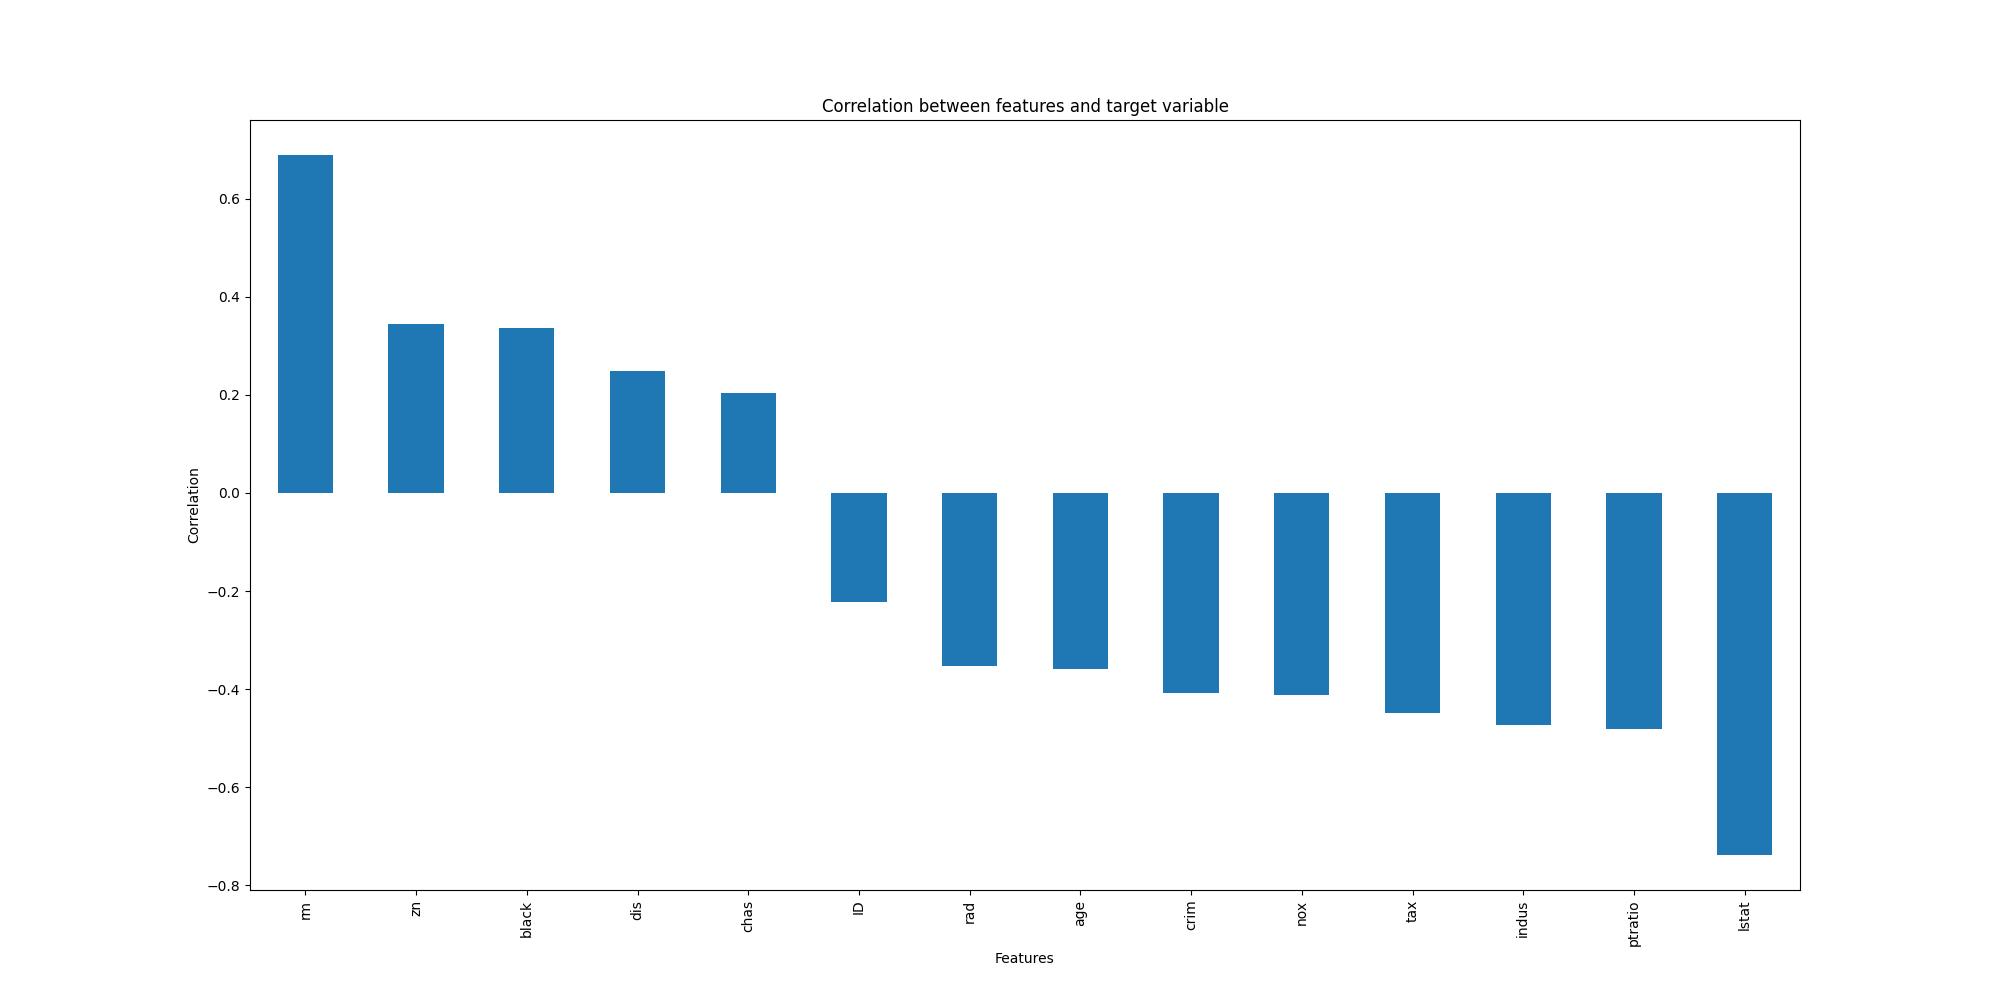 Correlation between features and target variable
0.6
0.4
0.2
0.0
−0.2
−0.4
−0.6
−0.8
Correlation
rm
zn
black
dis
chas
ID
rad
age
crim
nox
tax
indus
ptratio
lstat
Features